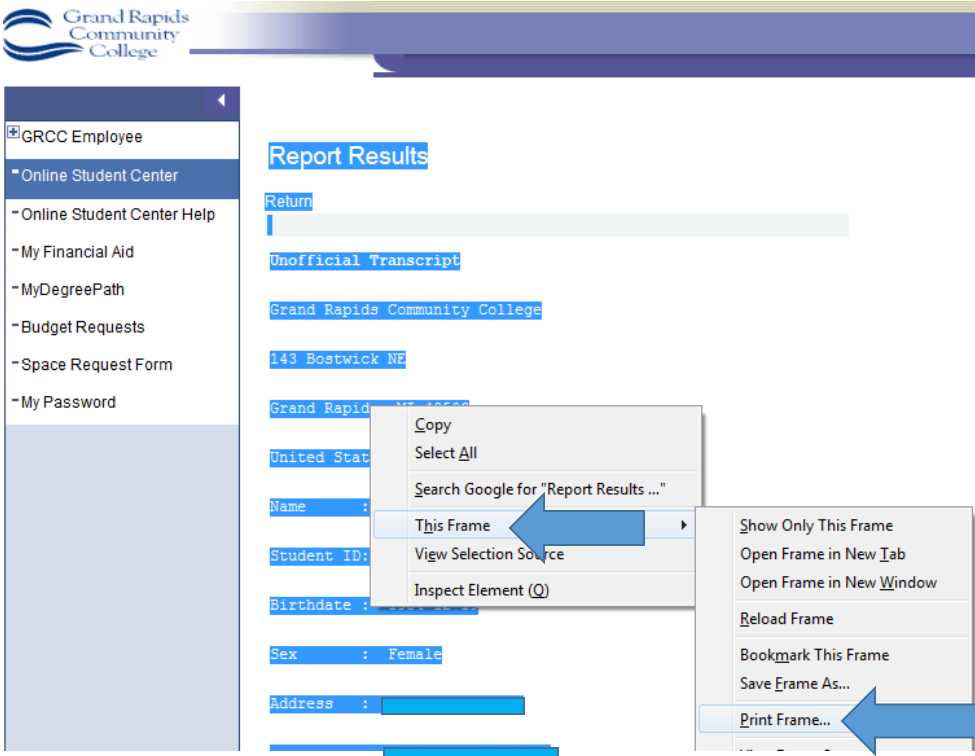 Grand Rapids
Community
College
GRCC Employee
Online Student Center
Online Student Center Help
My Financial Aid
MyDegreePath
Budget Requests
Space Request Form
My Password
Report Results
Return
Unofficial Transcript
Grand Rapids Community College
143 Bostwick NE
Grand Rapid
United Stat
Name :
Student ID:
Birthdate :
Sex : Female
Address :
Copy
Select All
Search Google for "Report Results ..."
This Frame
View Selection Source
Inspect Element (Q)
Show Only This Frame
Open Frame in New Tab
Open Frame in New Window
Reload Frame
Bookmark This Frame
Save Frame As...
Print Frame...